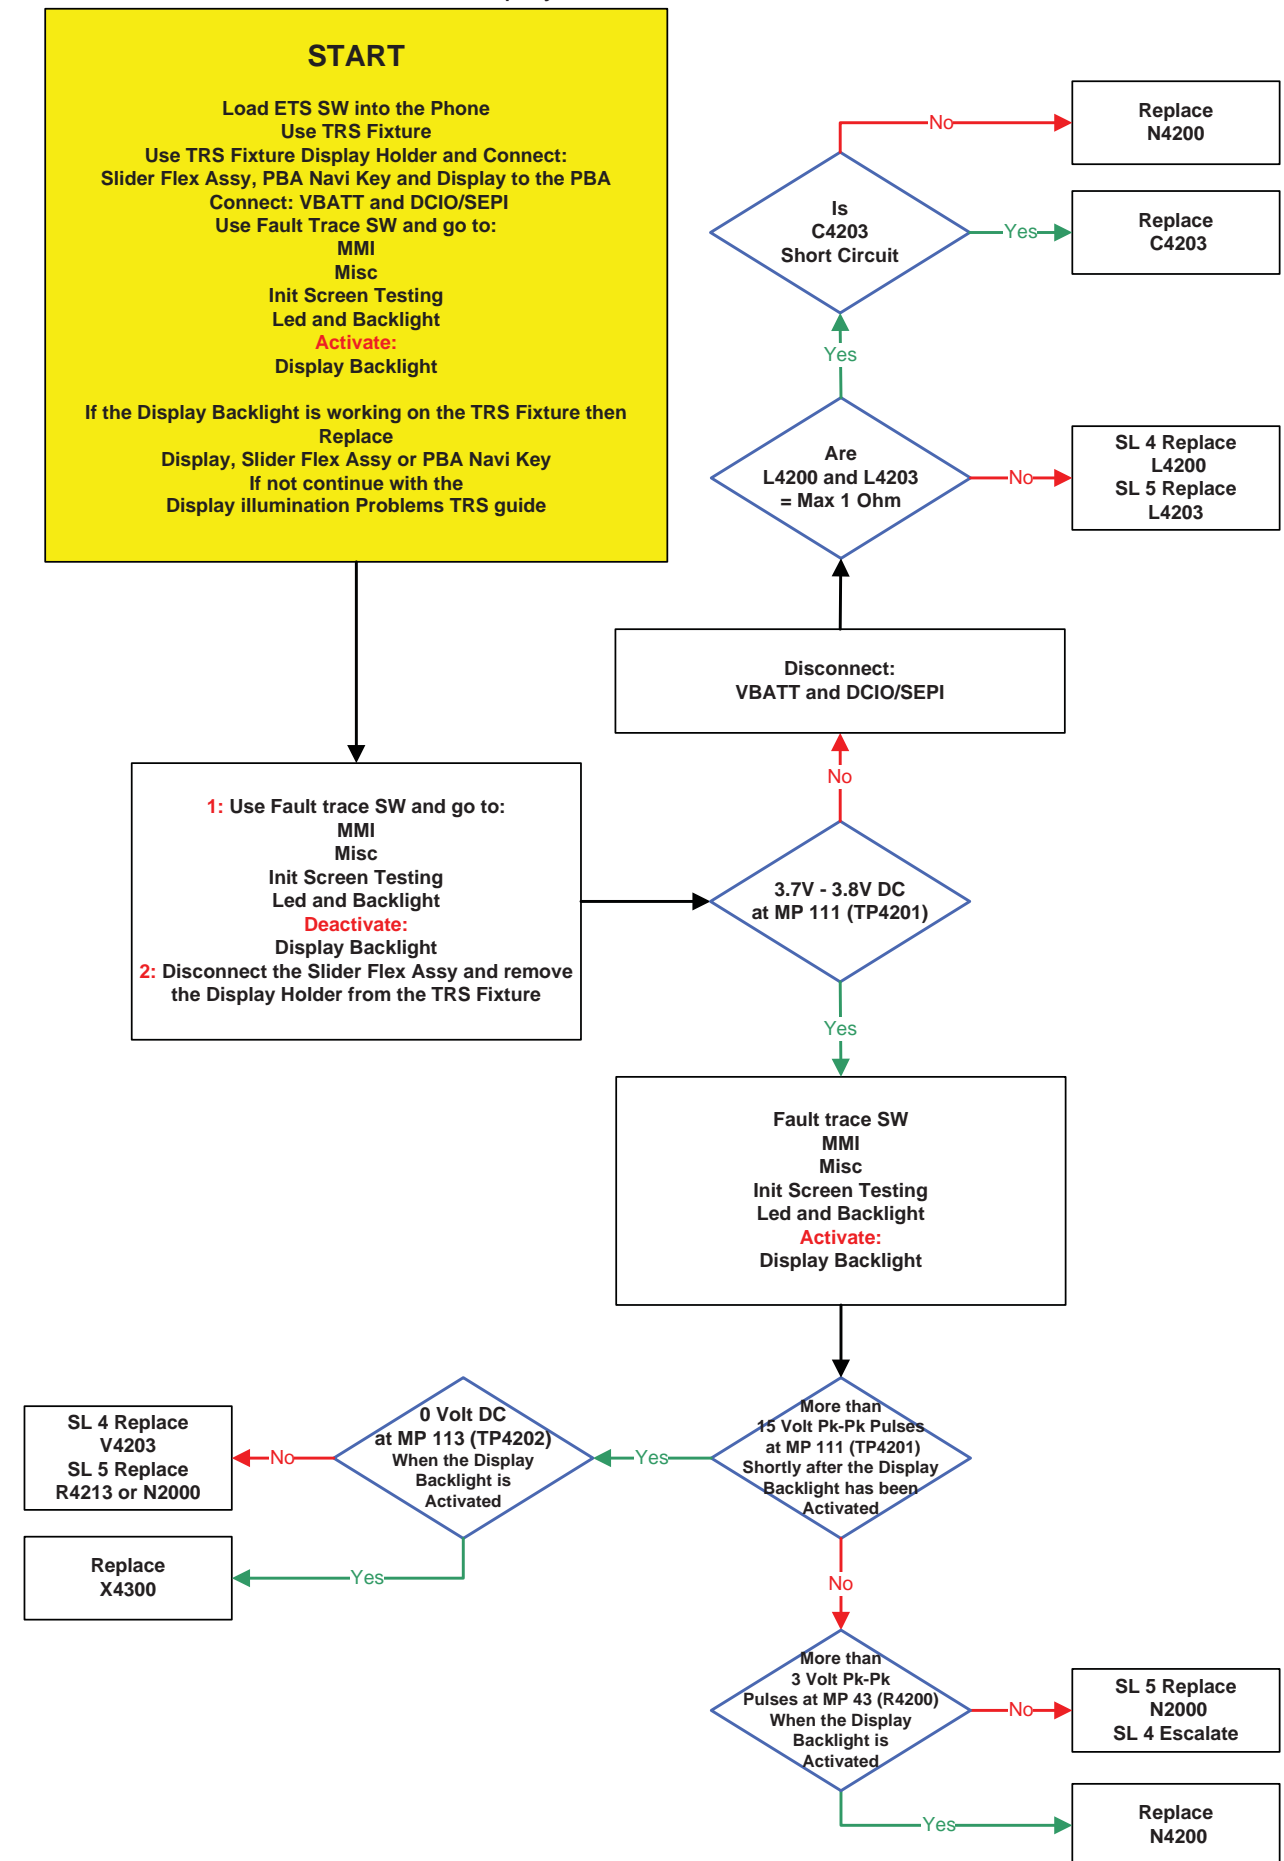 START
Load ETS SW into the Phone
Use TRS Fixture
Use TRS Fixture Display Holder and Connect:
Slider Flex Assy, PBA Navi Key and Display to the PBA
Connect: VBATT and DCIO/SEPI
Use Fault Trace SW and go to:
MMI
Misc
Init Screen Testing
Led and Backlight
Activate:
Display Backlight
If the Display Backlight is working on the TRS Fixture then
Replace
Display, Slider Flex Assy or PBA Navi Key
If not continue with the
Display illumination Problems TRS guide
No
Replace
N4200
Is
C4203
Short Circuit
Yes
Replace
C4203
Yes
Are
L4200 and L4203
= Max 1 Ohm
No
SL 4 Replace
L4200
SL 5 Replace
L4203
Disconnect:
VBATT and DCIO/SEPI
No
1: Use Fault trace SW and go to:
MMI
Misc
Init Screen Testing
Led and Backlight
Deactivate:
Display Backlight
2: Disconnect the Slider Flex Assy and remove
the Display Holder from the TRS Fixture
3.7V - 3.8V DC
at MP 111 (TP4201)
Yes
Fault trace SW
MMI
Misc
Init Screen Testing
Led and Backlight
Activate:
Display Backlight
More than
15 Volt Pk-Pk Pulses
at MP 111 (TP4201)
Shortly after the Display
Backlight has been
Activated
Yes
0 Volt DC
at MP 113 (TP4202)
When the Display
Backlight is
Activated
No
SL 4 Replace
V4203
SL 5 Replace
R4213 or N2000
Yes
Replace
X4300
No
More than
3 Volt Pk-Pk
Pulses at MP 43 (R4200)
When the Display
Backlight is
Activated
No
SL 5 Replace
N2000
SL 4 Escalate
Yes
Replace
N4200